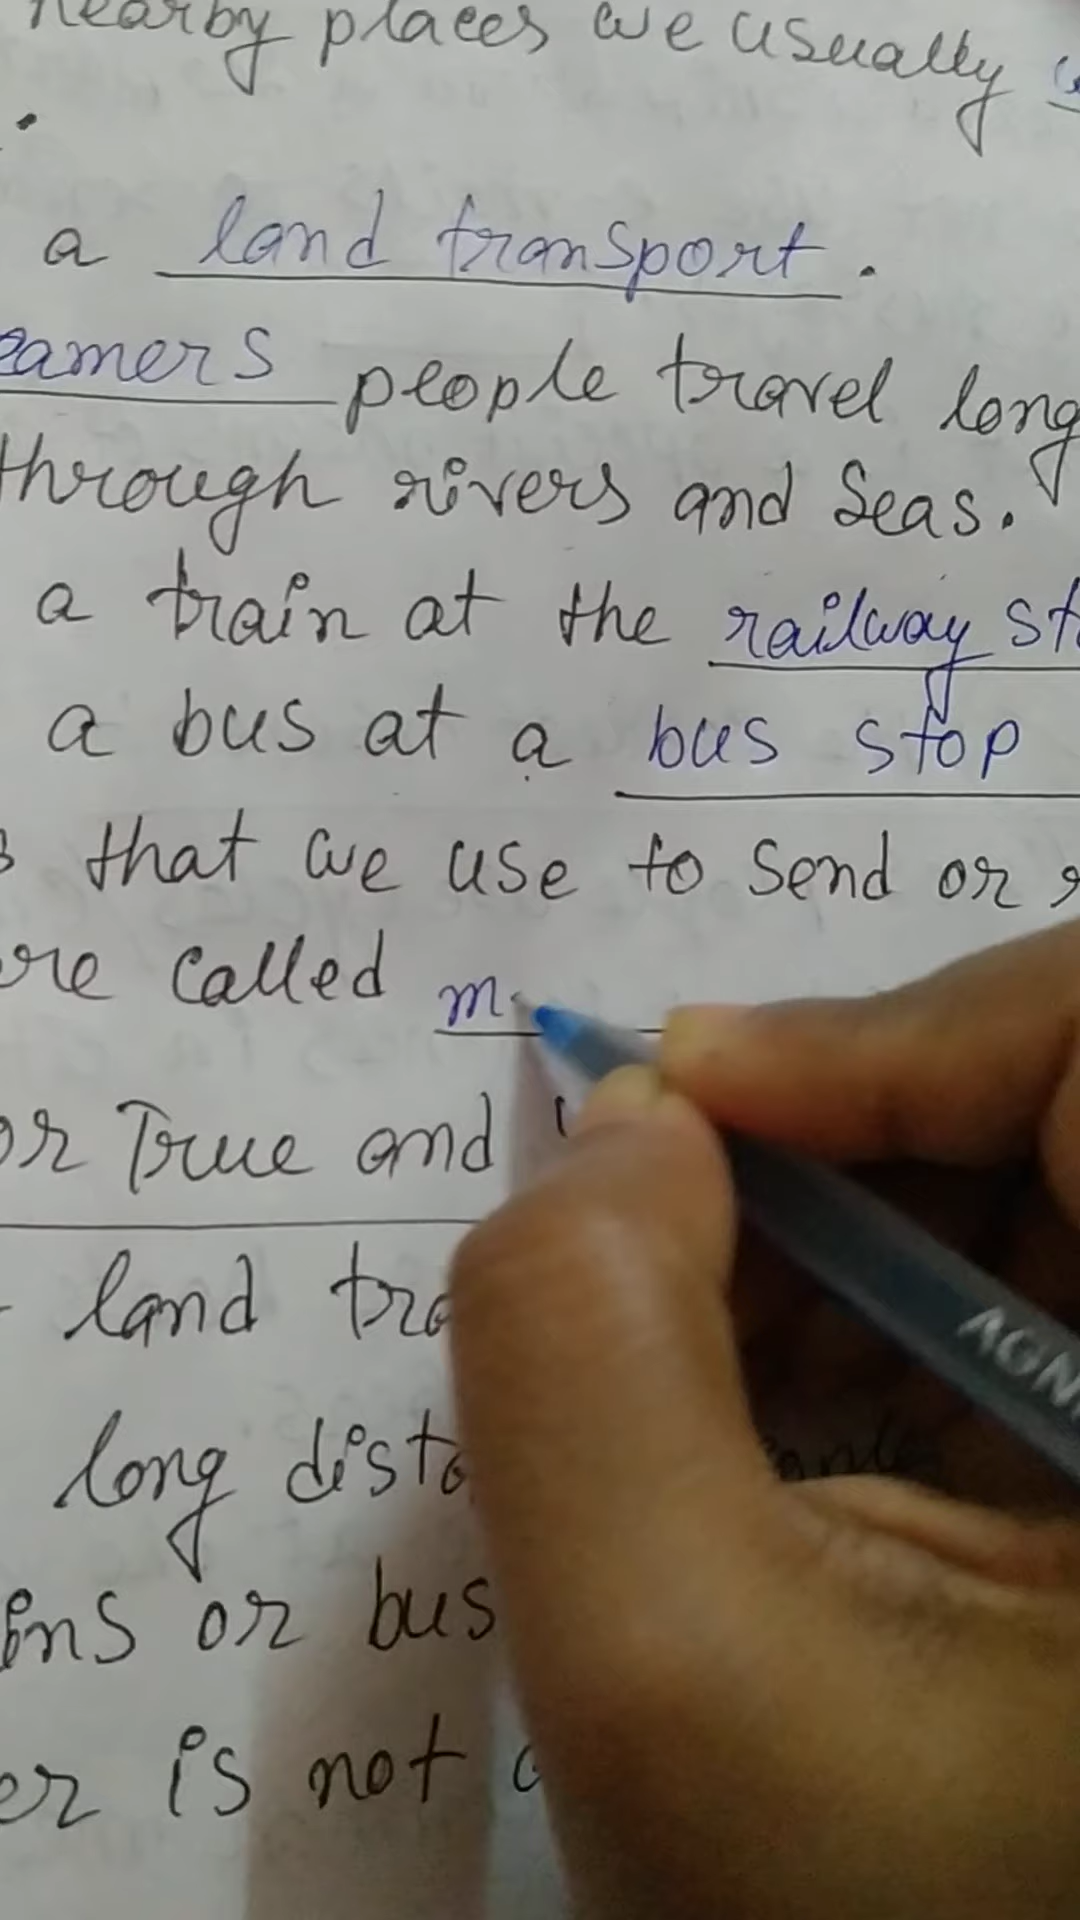 nearby places we usually
.
a land transport.
eamers people travel long
through rivers and Seas.
a train at the railway st
a bus at a bus stop
that we use to Send or
re called m
or True and
land tra
long dista
ins or bus
er is not
AGNI